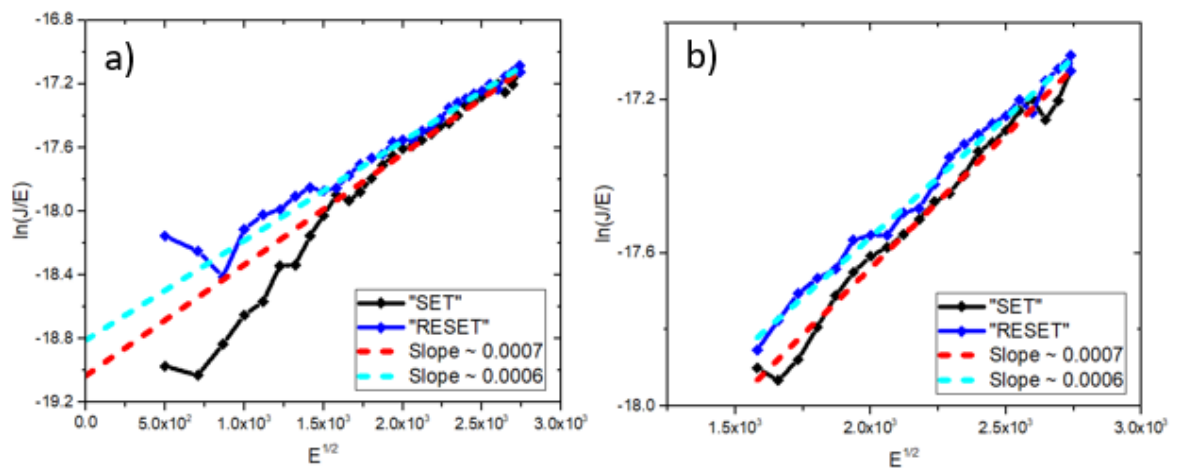 a)
-16.8
-17.2
-17.6
-18.0
-18.4
-18.8
-19.2
ln(J/E)
0.0 5.0x10² 1.0x10³ 1.5x10³ 2.0x10³ 2.5x10³ 3.0x10³
E^1/2
"SET"
"RESET"
Slope ~ 0.0007
Slope ~ 0.0006
b)
-17.2
-17.6
-18.0
ln(J/E)
1.5x10³ 2.0x10³ 2.5x10³ 3.0x10³
E^1/2
"SET"
"RESET"
Slope ~ 0.0007
Slope ~ 0.0006